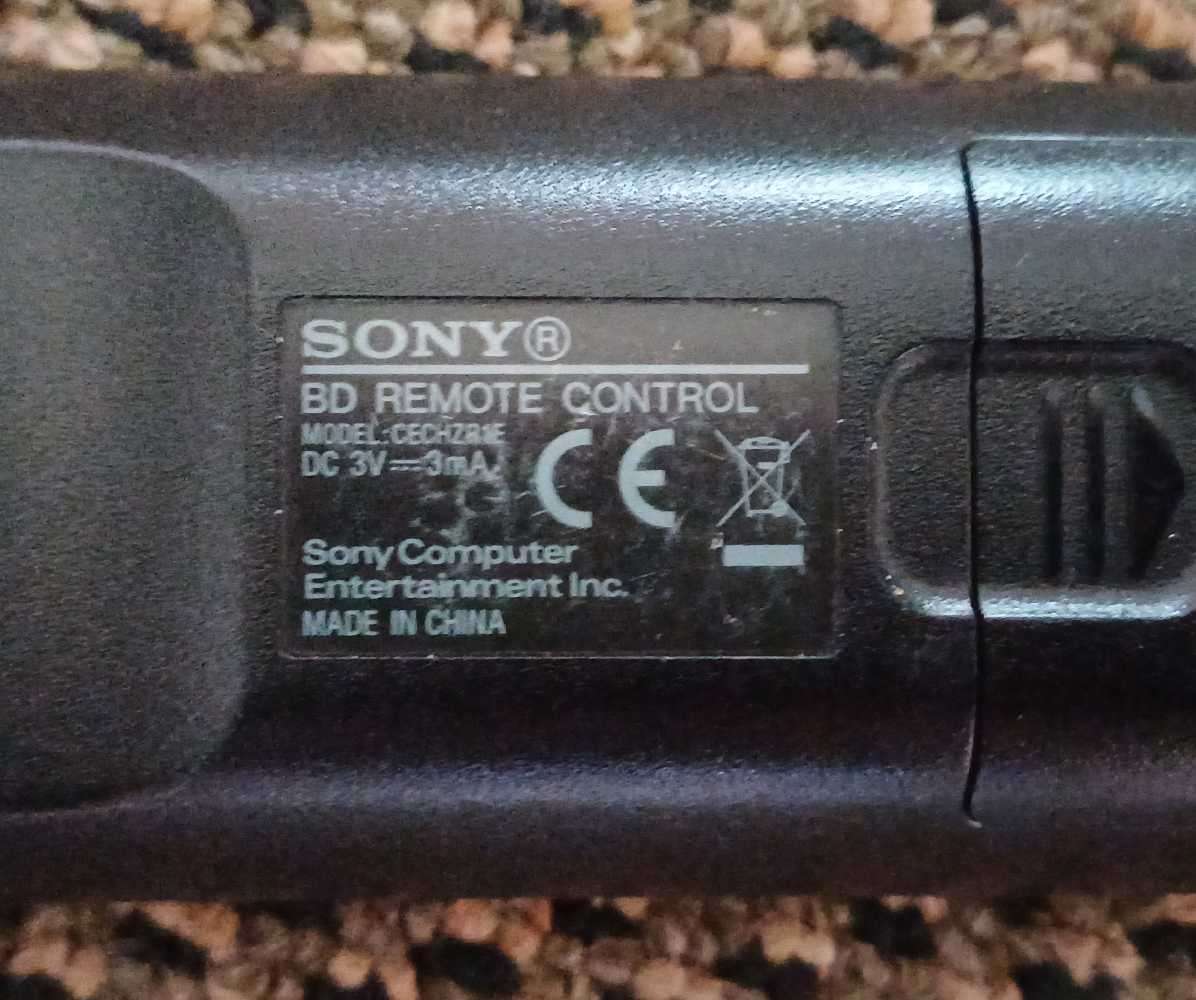 SONY®
BD REMOTE CONTROL
MODEL:CECHZR1E
DC 3V⎓3mA
CE
Sony Computer
Entertainment Inc.
MADE IN CHINA